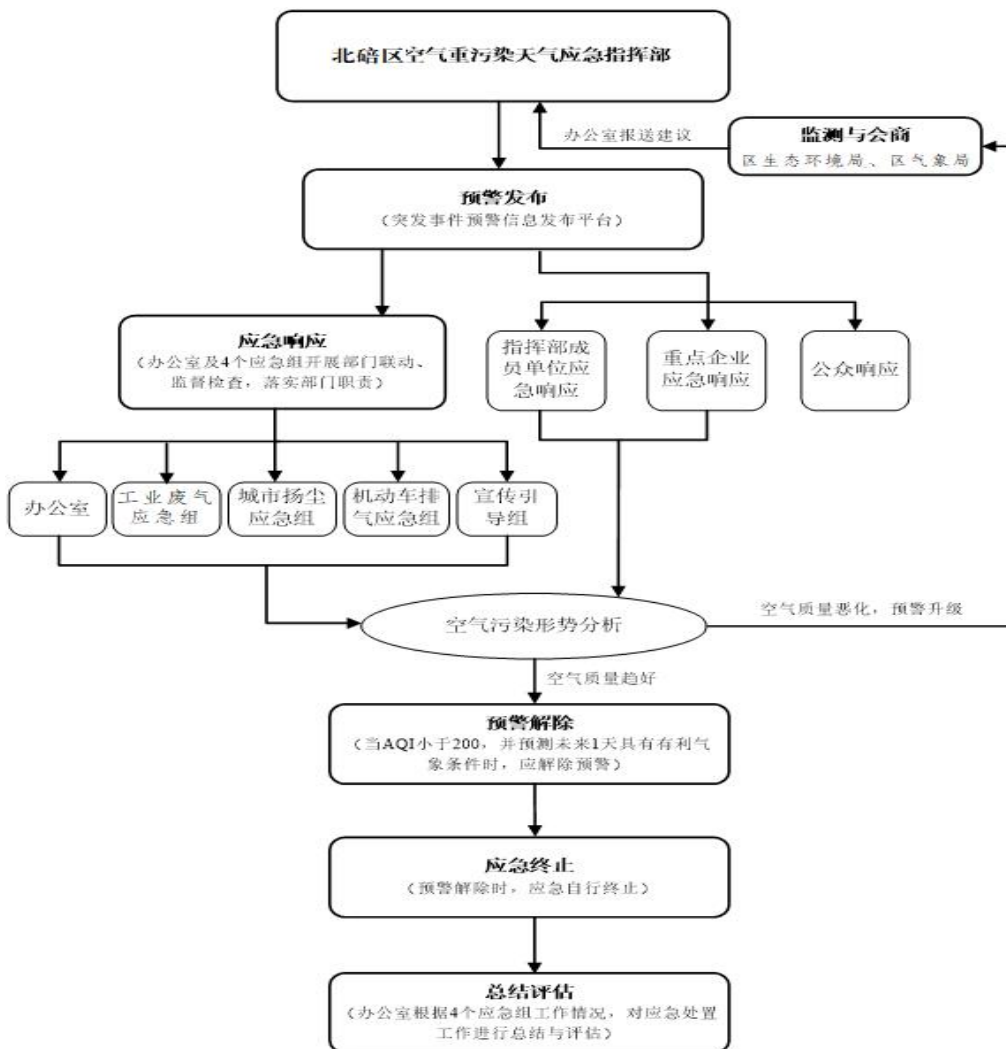 北碚区空气重污染天气应急指挥部
办公室报送建议
监测与会商
区生态环境局、区气象局
预警发布
（突发事件预警信息发布平台）
应急响应
（办公室及4个应急组开展部门联动、
监督检查，落实部门职责）
指挥部成
员单位应
急响应
重点企业
应急响应
公众响应
办公室
工业废气
应急组
城市扬尘
应急组
机动车排
气应急组
宣传引
导组
空气污染形势分析
空气质量恶化，预警升级
空气质量趋好
预警解除
（当AQI小于200，并预测未来1天具有有利气
象条件时，应解除预警）
应急终止
（预警解除时，应急自行终止）
总结评估
（办公室根据4个应急组工作情况，对应急处置
工作进行总结与评估）